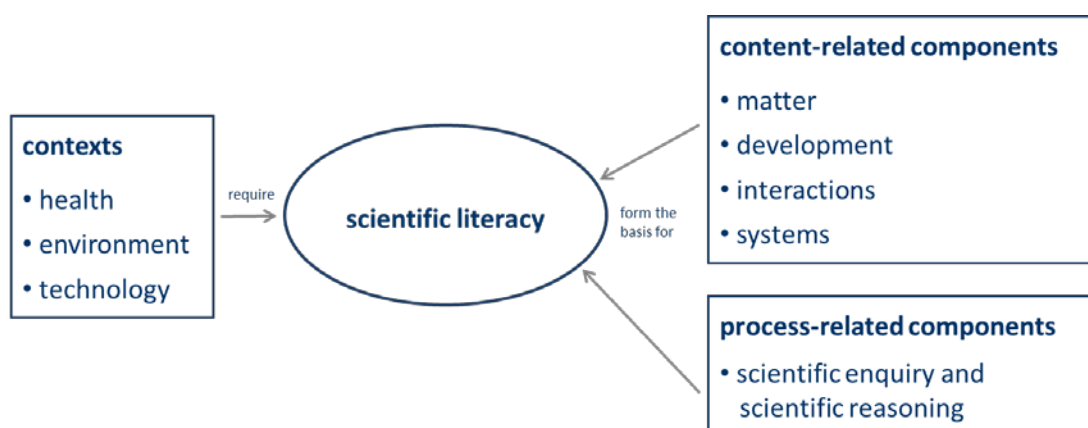 contexts
• health
• environment
• technology
require
scientific literacy
form the
basis for
content-related components
• matter
• development
• interactions
• systems
process-related components
• scientific enquiry and
scientific reasoning